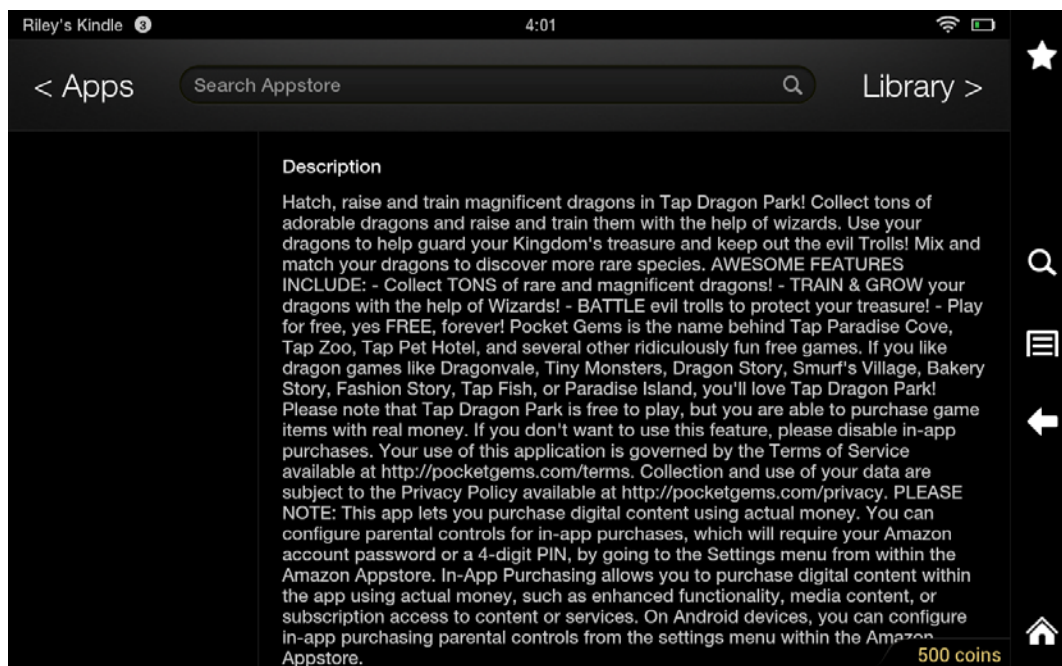 Riley's Kindle 3
4:01
< Apps
Search Appstore
Library >
Description
Hatch, raise and train magnificent dragons in Tap Dragon Park! Collect tons of
adorable dragons and raise and train them with the help of wizards. Use your
dragons to help guard your Kingdom's treasure and keep out the evil Trolls! Mix and
match your dragons to discover more rare species. AWESOME FEATURES
INCLUDE: - Collect TONS of rare and magnificent dragons! - TRAIN & GROW your
dragons with the help of Wizards! - BATTLE evil trolls to protect your treasure! - Play
for free, yes FREE, forever! Pocket Gems is the name behind Tap Paradise Cove,
Tap Zoo, Tap Pet Hotel, and several other ridiculously fun free games. If you like
dragon games like Dragonvale, Tiny Monsters, Dragon Story, Smurf's Village, Bakery
Story, Fashion Story, Tap Fish, or Paradise Island, you'll love Tap Dragon Park!
Please note that Tap Dragon Park is free to play, but you are able to purchase game
items with real money. If you don't want to use this feature, please disable in-app
purchases. Your use of this application is governed by the Terms of Service
available at http://pocketgems.com/terms. Collection and use of your data are
subject to the Privacy Policy available at http://pocketgems.com/privacy. PLEASE
NOTE: This app lets you purchase digital content using actual money. You can
configure parental controls for in-app purchases, which will require your Amazon
account password or a 4-digit PIN, by going to the Settings menu from within the
Amazon Appstore. In-App Purchasing allows you to purchase digital content within
the app using actual money, such as enhanced functionality, media content, or
subscription access to content or services. On Android devices, you can configure
in-app purchasing parental controls from the settings menu within the Amazon
Appstore.
500 coins